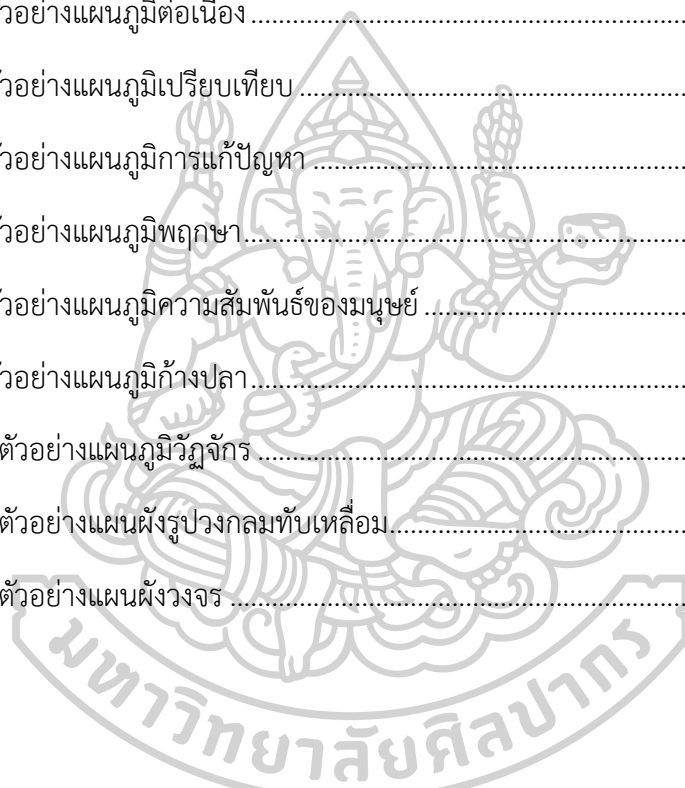 ตัวอย่างแผนภูมิต่อเนื่อง ........................................
ตัวอย่างแผนภูมิเปรียบเทียบ ........................................
ตัวอย่างแผนภูมิการแก้ปัญหา ........................................
ตัวอย่างแผนภูมิพฤกษา ........................................
ตัวอย่างแผนภูมิความสัมพันธ์ของมนุษย์ ........................................
ตัวอย่างแผนภูมิก้างปลา ........................................
ตัวอย่างแผนภูมิวัฏจักร ........................................
ตัวอย่างแผนผังรูปวงกลมทับเหลื่อม ........................................
ตัวอย่างแผนผังวงจร ........................................
มหาวิทยาลัยศิลปากร